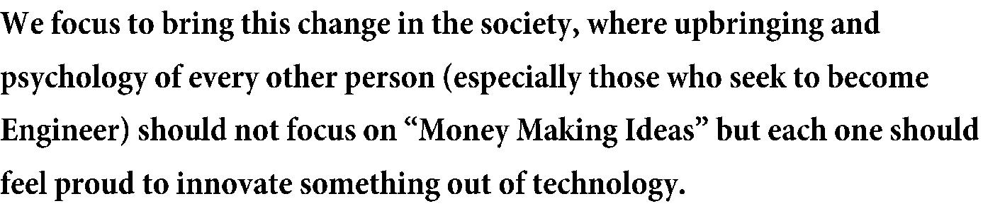 We focus to bring this change in the society, where upbringing and
psychology of every other person (especially those who seek to become
Engineer) should not focus on “Money Making Ideas” but each one should
feel proud to innovate something out of technology.